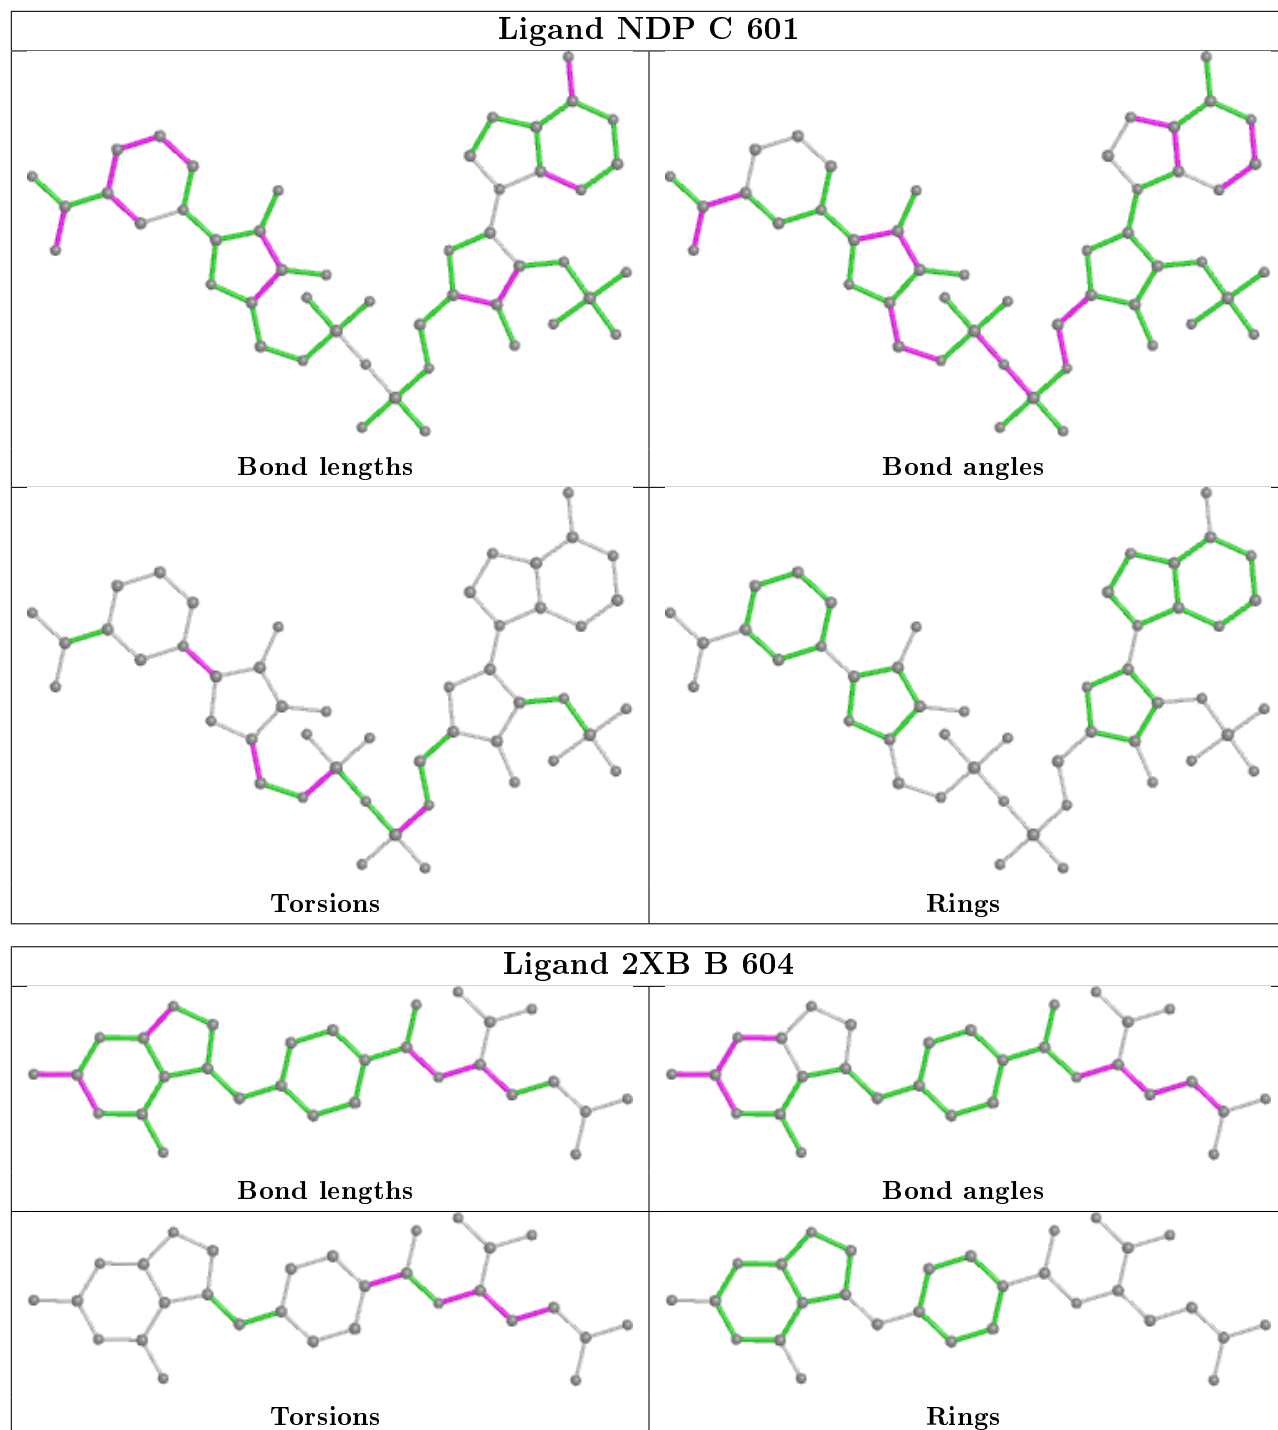 Ligand NDP C 601
Bond lengths
Bond angles
Torsions
Rings
Ligand 2XB B 604
Bond lengths
Bond angles
Torsions
Rings